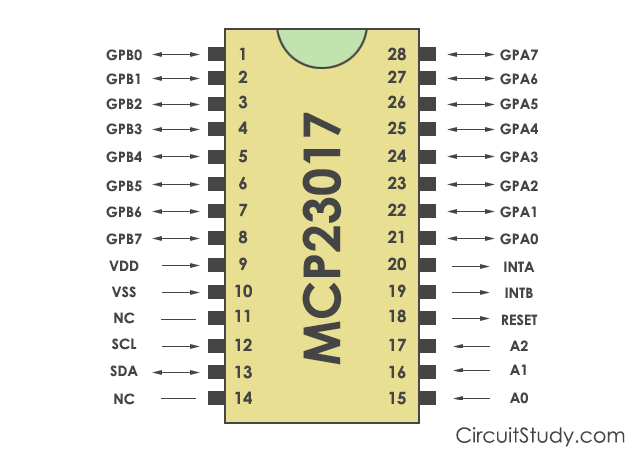 GPB0 1 28 GPA7
GPB1 2 27 GPA6
GPB2 3 26 GPA5
GPB3 4 25 GPA4
GPB4 5 24 GPA3
GPB5 6 23 GPA2
GPB6 7 22 GPA1
GPB7 8 21 GPA0
VDD 9 20 INTA
VSS 10 19 INTB
NC 11 18 RESET
SCL 12 17 A2
SDA 13 16 A1
NC 14 15 A0
MCP23017
CircuitStudy.com